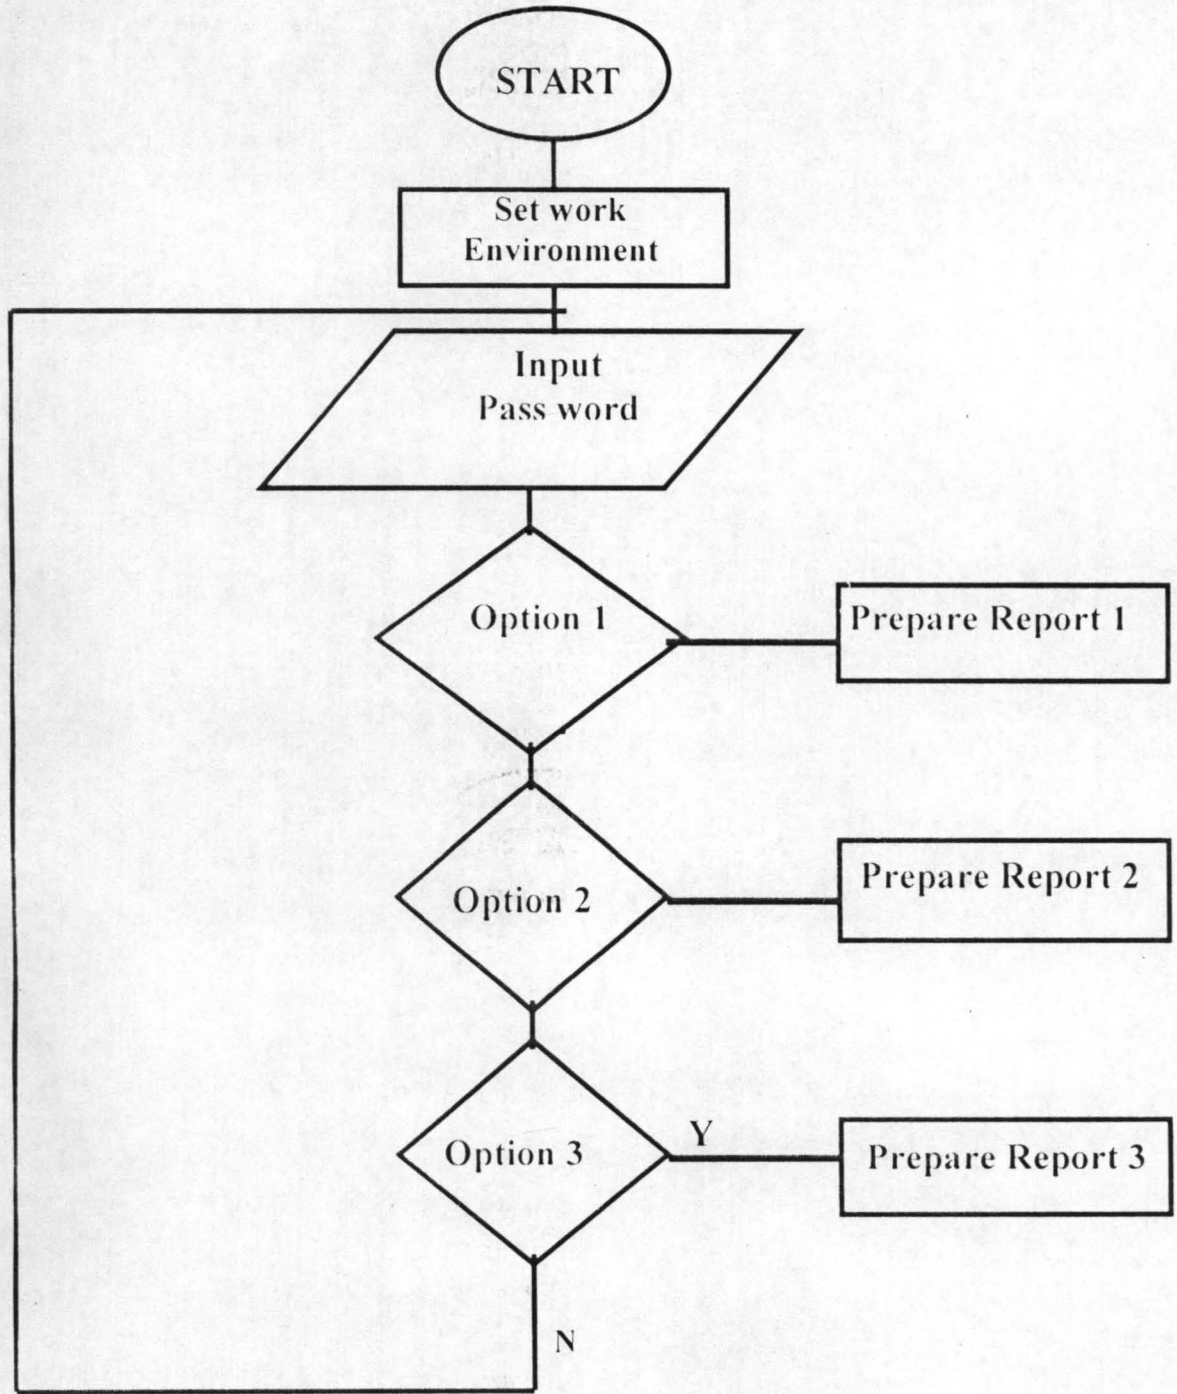 START
Set work
Environment
Input
Pass word
Option 1
Prepare Report 1
Option 2
Prepare Report 2
Option 3
Y
Prepare Report 3
N